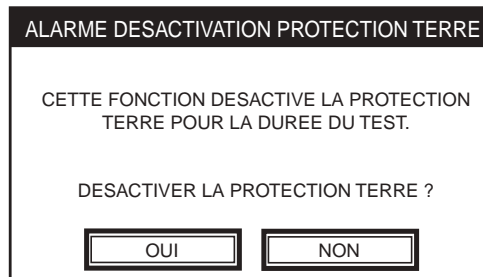 ALARME DESACTIVATION PROTECTION TERRE
CETTE FONCTION DESACTIVE LA PROTECTION
TERRE POUR LA DUREE DU TEST.
DESACTIVER LA PROTECTION TERRE ?
OUI
NON